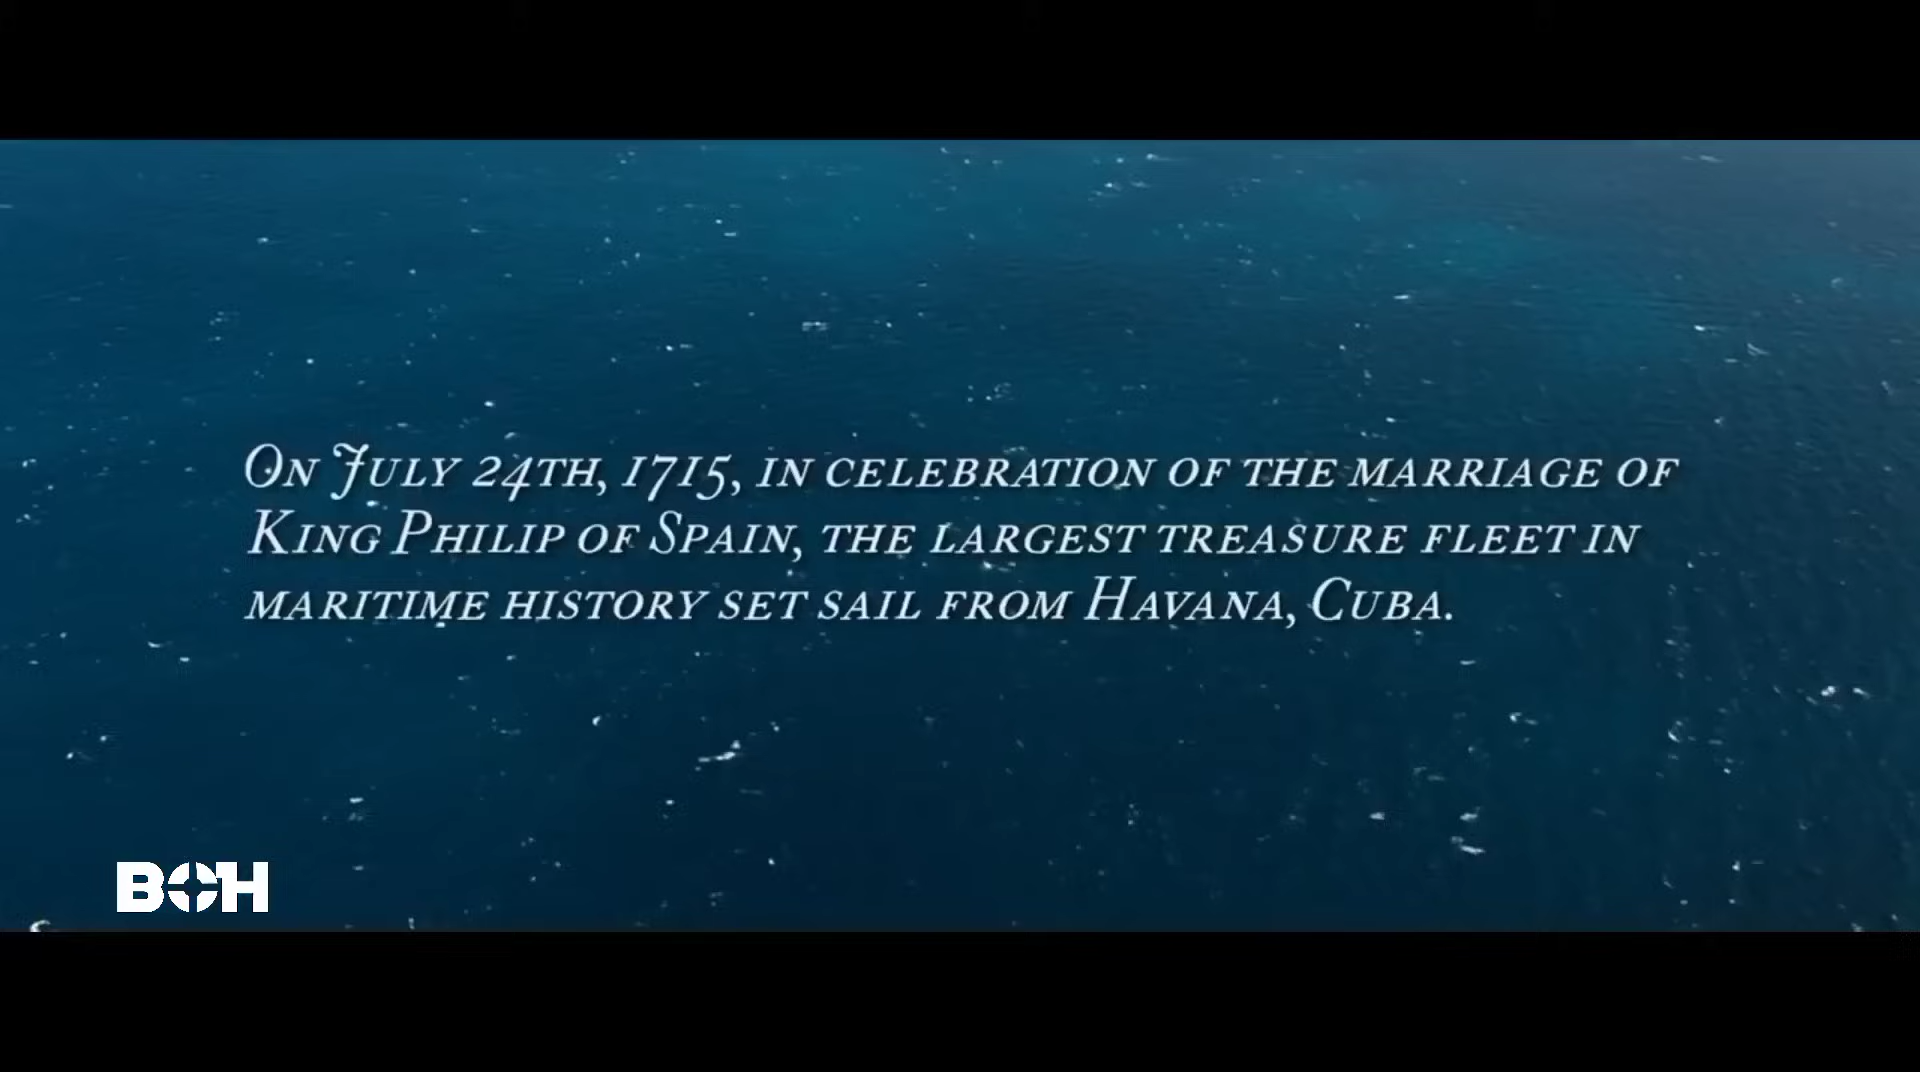 On July 24th, 1715, in celebration of the marriage of
King Philip of Spain, the largest treasure fleet in
maritime history set sail from Havana, Cuba.
BOH